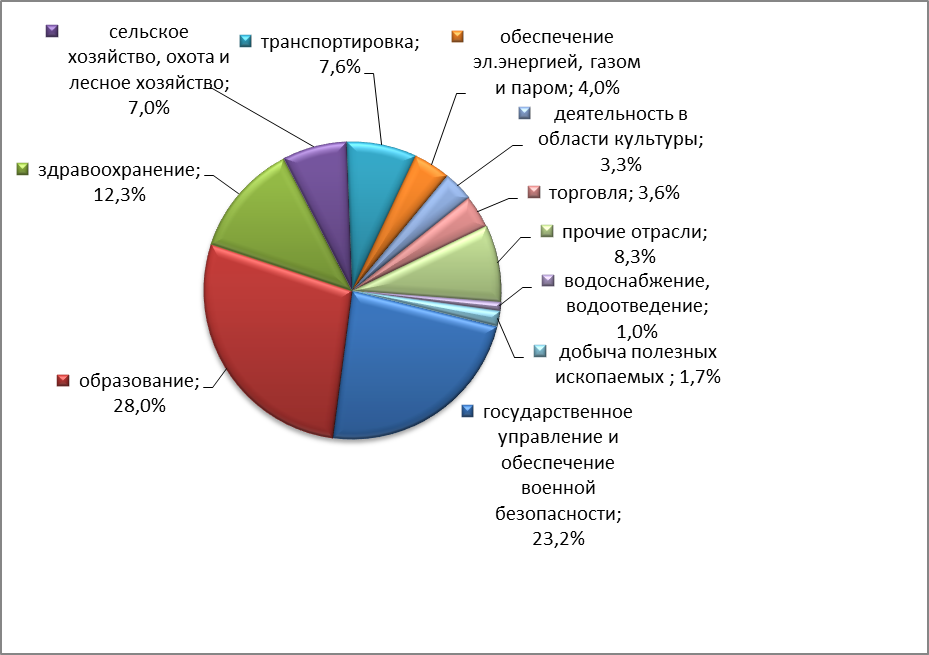 сельское
хозяйство, охота и
лесное хозяйство;
7,0%
транспортировка;
7,6%
обеспечение
эл.энергией, газом
и паром; 4,0%
деятельность в
области культуры;
3,3%
торговля; 3,6%
прочие отрасли;
8,3%
водоснабжение,
водоотведение;
1,0%
добыча полезных
ископаемых ; 1,7%
государственное
управление и
обеспечение
военной
безопасности;
23,2%
образование;
28,0%
здравоохранение;
12,3%